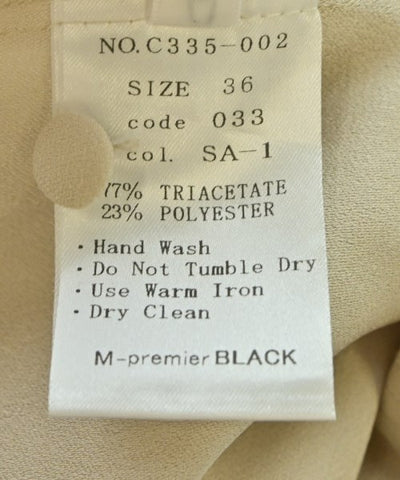 NO. C335-002
SIZE 36
code 033
col. SA-1
77% TRIACETATE
23% POLYESTER
· Hand Wash
· Do Not Tumble Dry
· Use Warm Iron
· Dry Clean
M-premier BLACK